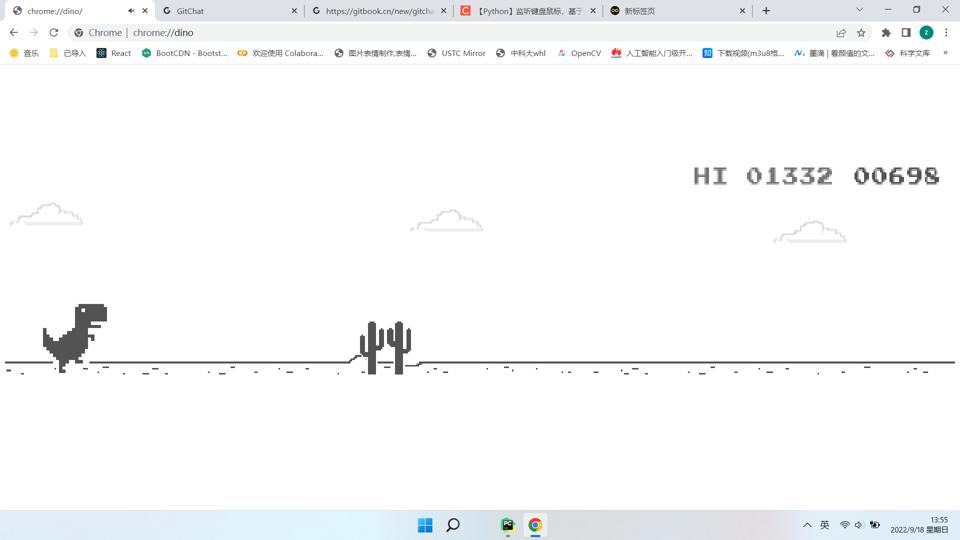 chrome://dino/
GitChat
https://gitbook.cn/new/gitcha
【Python】监听键盘鼠标，基于
新标签页
Chrome | chrome://dino
z
音乐
已导入
React
BootCDN - Bootst...
欢迎使用 Colabora...
图片表情制作,表情...
USTC Mirror
中科大whl
OpenCV
人工智能入门级开...
知 下载视频(m3u8格...
墨滴 | 看颜值的文...
科学文库
»
HI 01332 00698
PC
英
13:55
2022/9/18 星期日